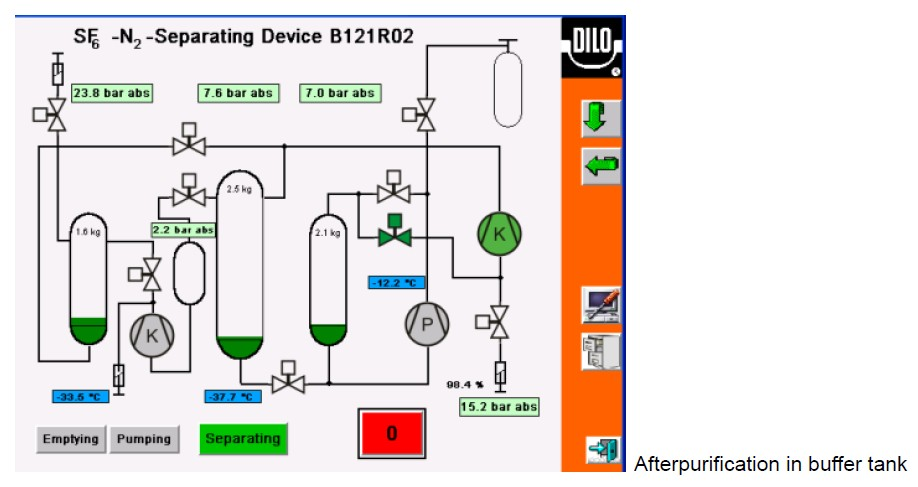 SF6 -N2 -Separating Device B121R02
DILO
23.8 bar abs
7.6 bar abs
7.0 bar abs
2.5 kg
1.6 kg
2.2 bar abs
2.1 kg
K
-12.2 °C
K
P
98.4 %
-33.5 °C
-37.7 °C
15.2 bar abs
Emptying
Pumping
Separating
0
Afterpurification in buffer tank